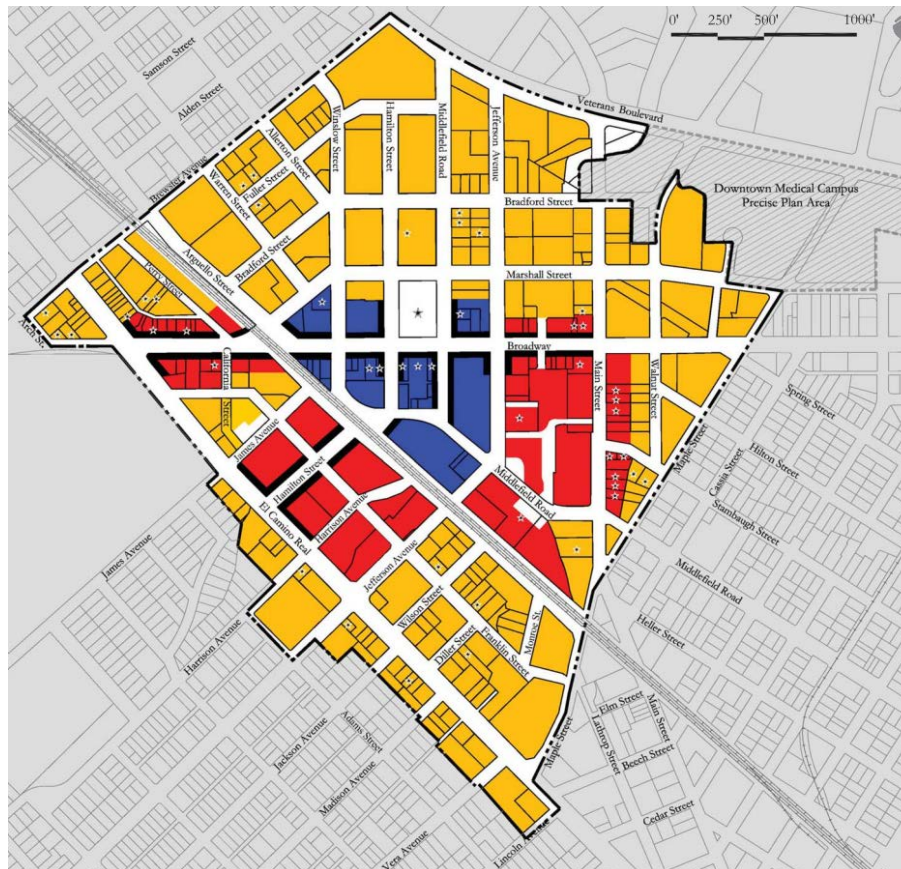 0' 250' 500' 1000'
Samson Street
Alden Street
Veterans Boulevard
Winslow Street
Hamilton Street
Middlefield Road
Jefferson Avenue
Allerton Street
Fuller Street
Warren Street
Brewster Avenue
Downtown Medical Campus
Precise Plan Area
Bradford Street
Bradford Street
Arguello Street
Perry Street
Marshall Street
Arch St.
Broadway
California
Street
Main Street
Walnut Street
Maple Street
Spring Street
Hilton Street
Cassia Street
Stambaugh Street
Middlefield Road
Heller Street
James Avenue
Hamilton Street
Middlefield Road
El Camino Real
Harrison Avenue
Jefferson Avenue
James Avenue
Wilson Street
Harrison Avenue
Diller Street
Franklin Street
Monroe St.
Elm Street
Main Street
Lathrop Street
Beech Street
Maple Street
Cedar Street
Adams Street
Jackson Avenue
Madison Avenue
Vera Avenue
Lincoln Avenue